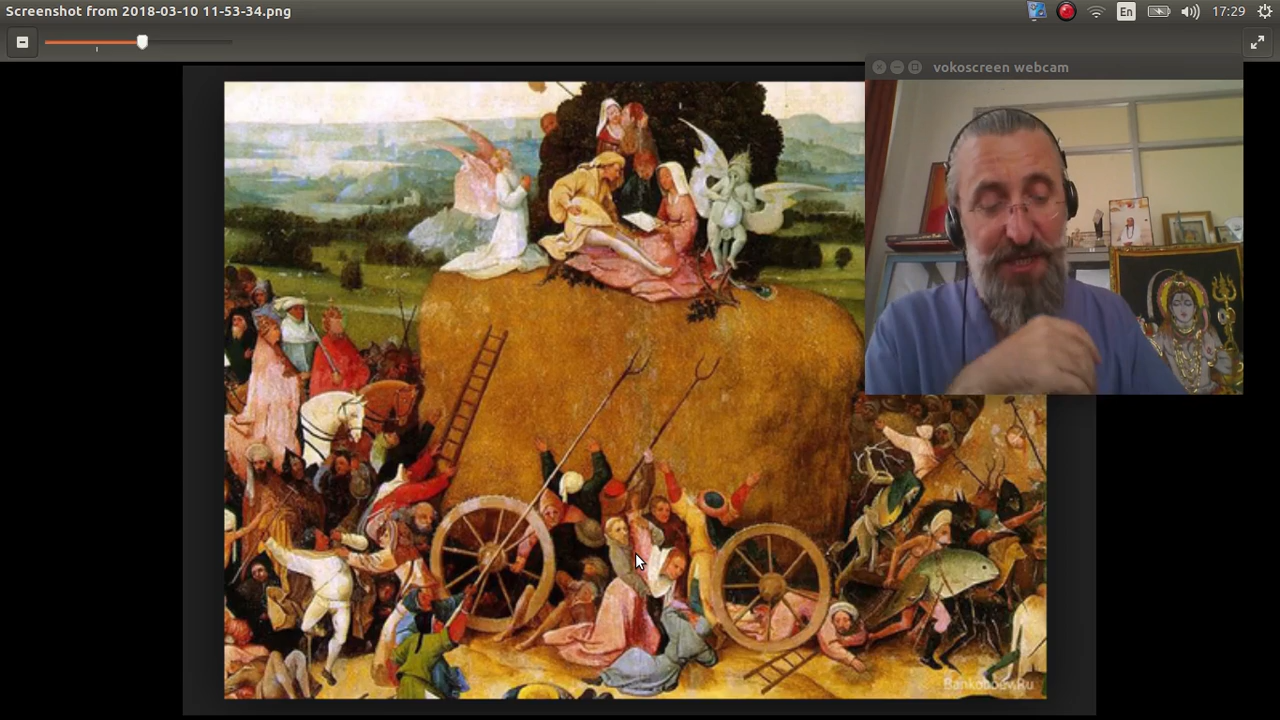 Screenshot from 2018-03-10 11-53-34.png
En
17:29
vokoscreen webcam
Bankoboev.Ru